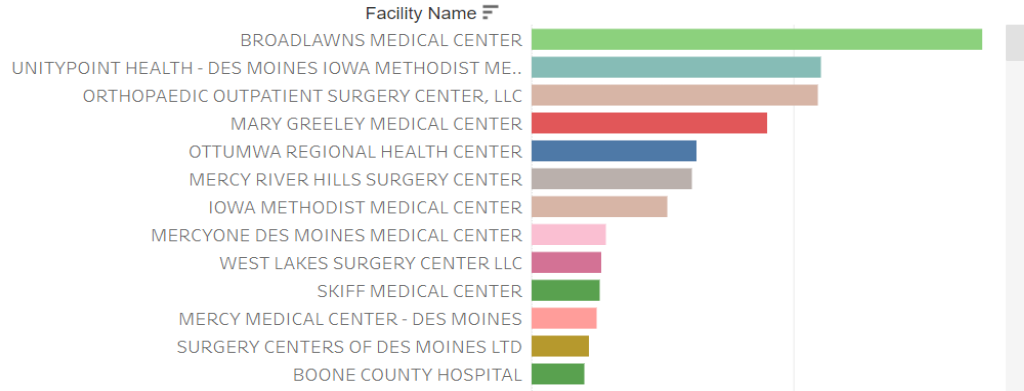 Facility Name
BROADLAWNS MEDICAL CENTER
UNITYPOINT HEALTH - DES MOINES IOWA METHODIST ME..
ORTHOPAEDIC OUTPATIENT SURGERY CENTER, LLC
MARY GREELEY MEDICAL CENTER
OTTUMWA REGIONAL HEALTH CENTER
MERCY RIVER HILLS SURGERY CENTER
IOWA METHODIST MEDICAL CENTER
MERCYONE DES MOINES MEDICAL CENTER
WEST LAKES SURGERY CENTER LLC
SKIFF MEDICAL CENTER
MERCY MEDICAL CENTER - DES MOINES
SURGERY CENTERS OF DES MOINES LTD
BOONE COUNTY HOSPITAL